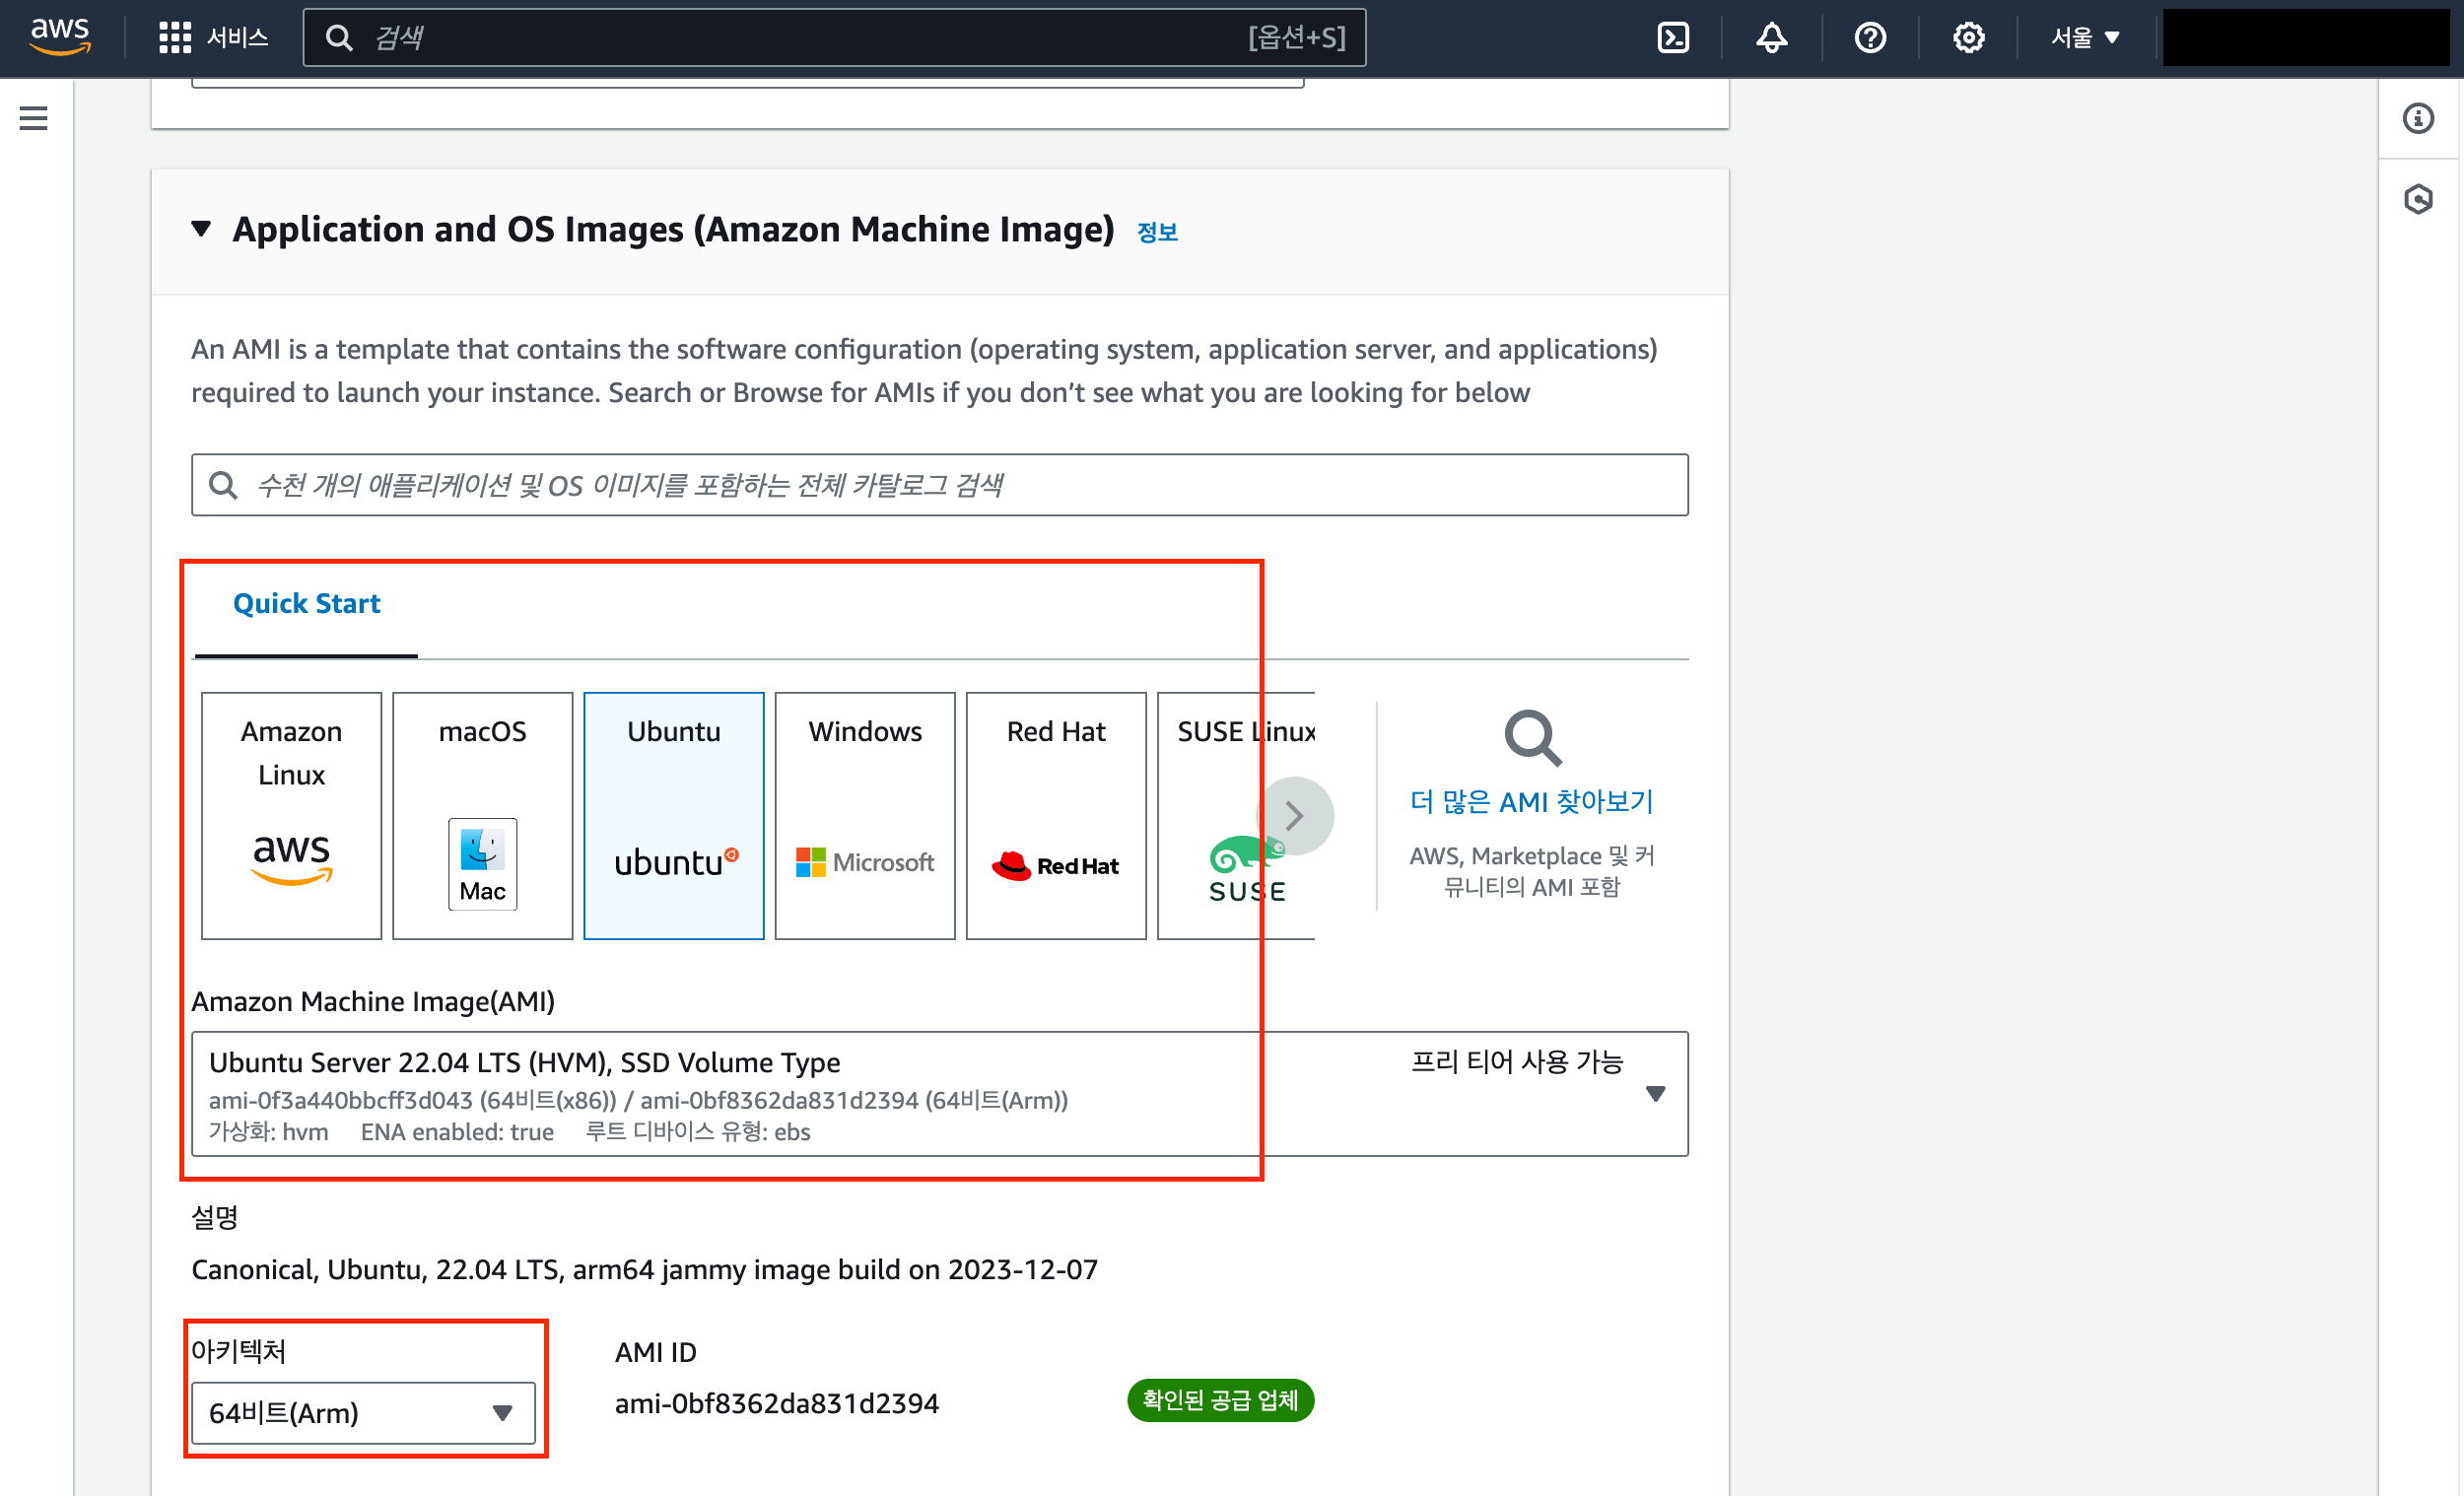 aws
서비스
검색
[옵션+S]
서울
Application and OS Images (Amazon Machine Image) 정보
An AMI is a template that contains the software configuration (operating system, application server, and applications)
required to launch your instance. Search or Browse for AMIs if you don’t see what you are looking for below
수천 개의 애플리케이션 및 OS 이미지를 포함하는 전체 카탈로그 검색
Quick Start
Amazon
Linux
aws
macOS
Mac
Ubuntu
ubuntu
Windows
Microsoft
Red Hat
Red Hat
SUSE Linux
SUSE
더 많은 AMI 찾아보기
AWS, Marketplace 및 커
뮤니티의 AMI 포함
Amazon Machine Image(AMI)
Ubuntu Server 22.04 LTS (HVM), SSD Volume Type
프리 티어 사용 가능
ami-0f3a440bbcff3d043 (64비트(x86)) / ami-0bf8362da831d2394 (64비트(Arm))
가상화: hvm ENA enabled: true 루트 디바이스 유형: ebs
설명
Canonical, Ubuntu, 22.04 LTS, arm64 jammy image build on 2023-12-07
아키텍처
64비트(Arm)
AMI ID
ami-0bf8362da831d2394
확인된 공급 업체